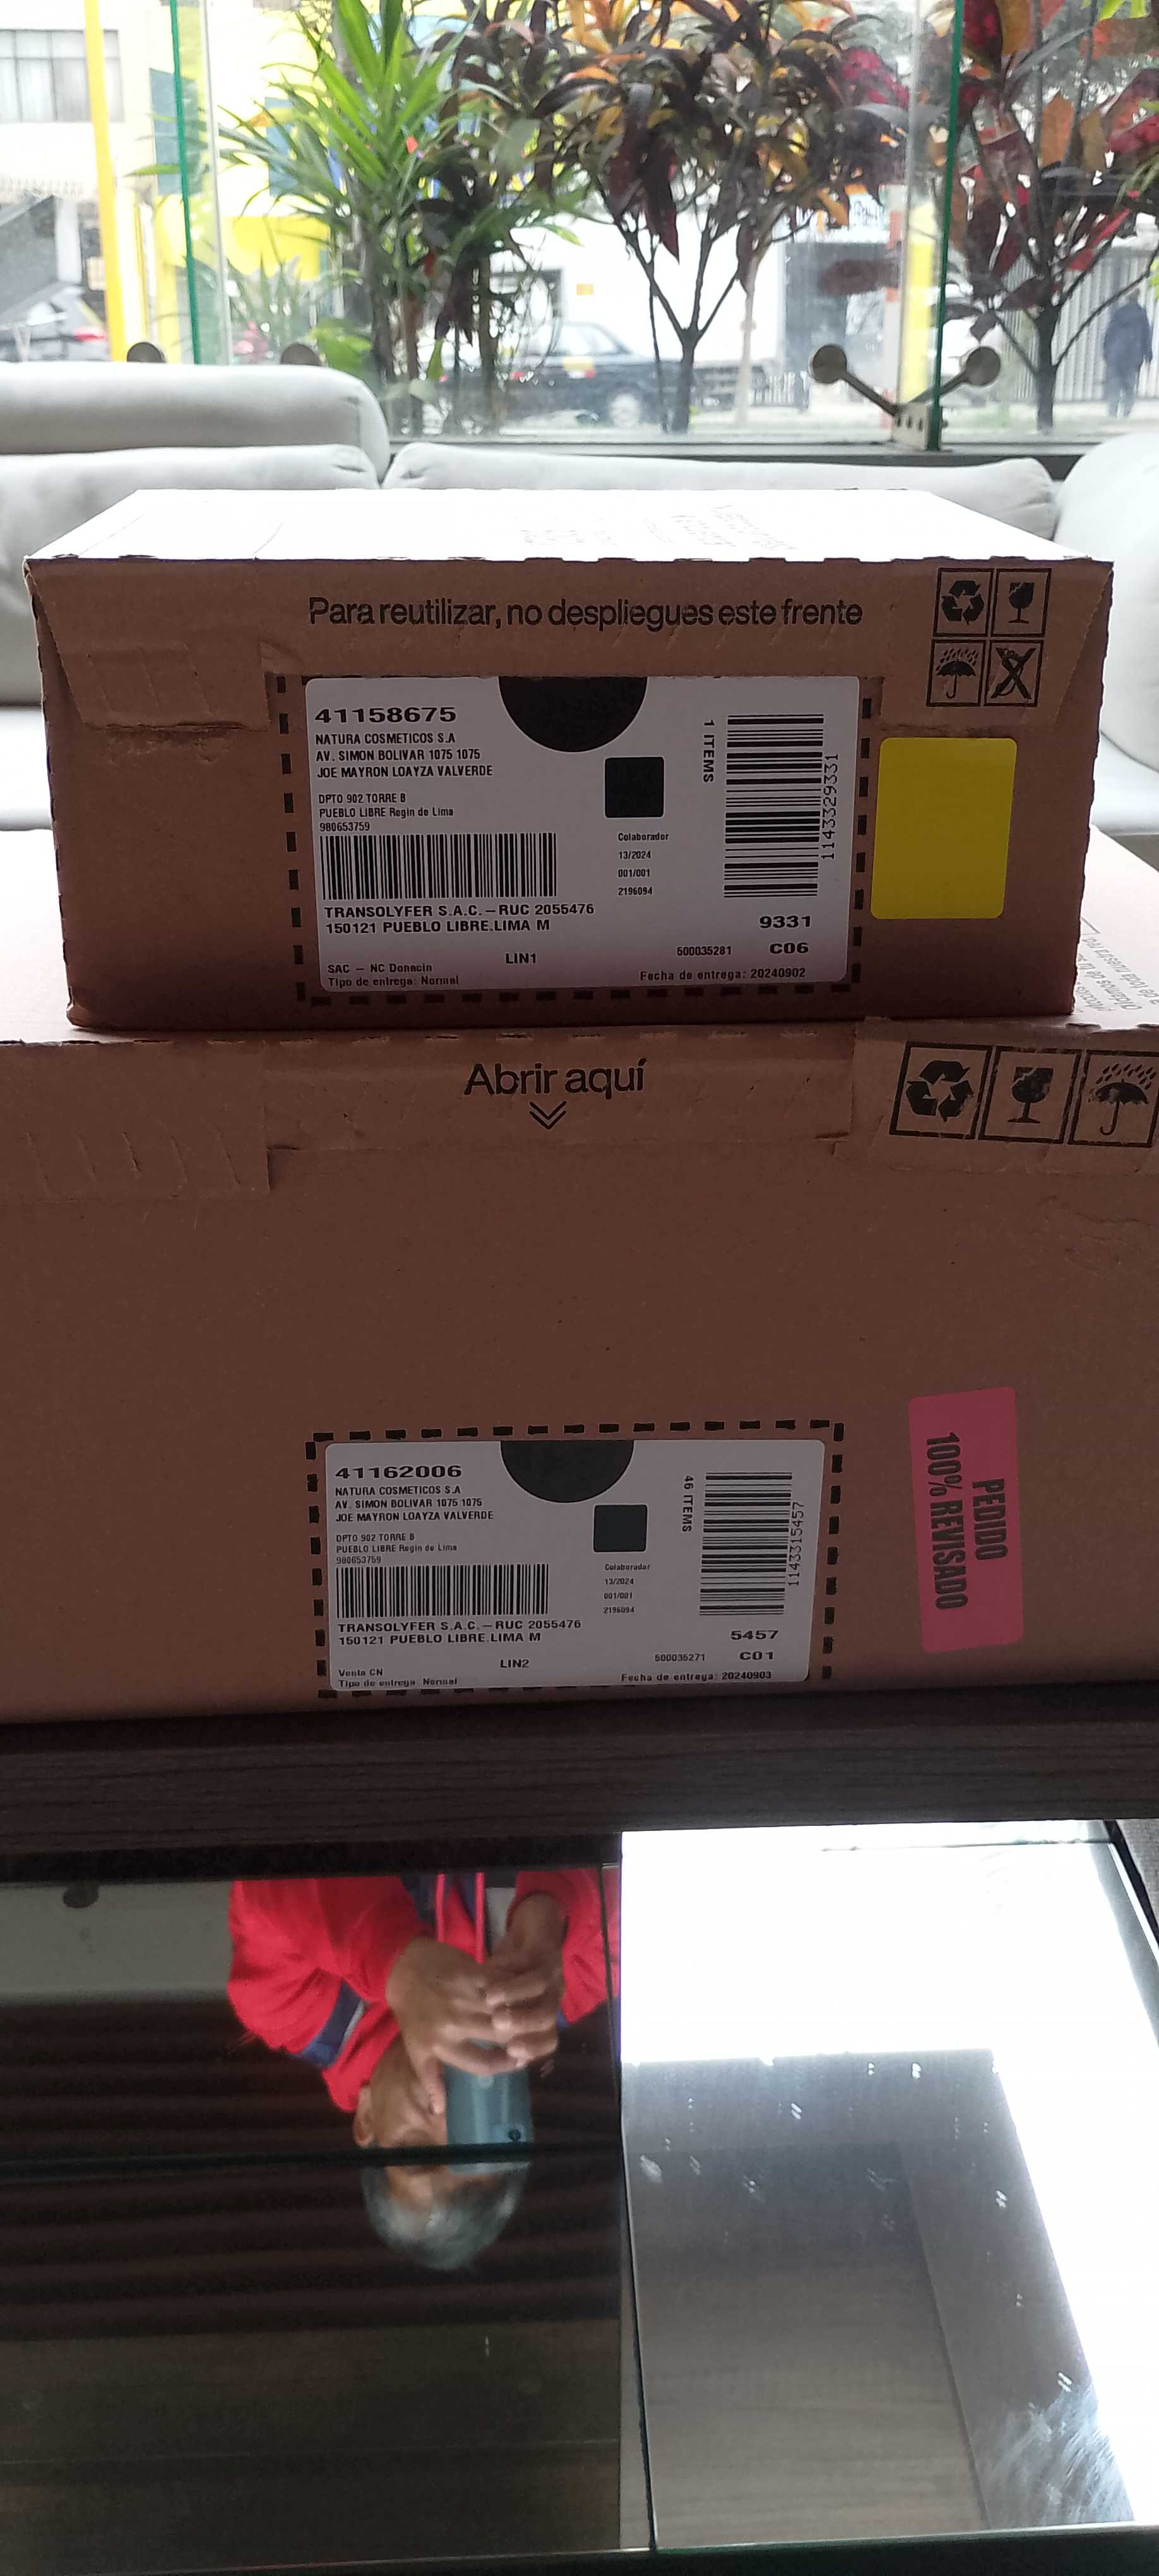 Para reutilizar, no despliegues este frente
41158675
NATURA COSMETICOS S.A
AV. SIMON BOLIVAR 1075 1075
JOE MAYRON LOAYZA VALVERDE
DPTO 902 TORRE B
PUEBLO LIBRE Regin de Lima
980653759
TRANSOLYFER S.A.C. – RUC 2055476
150121 PUEBLO LIBRE.LIMA M
LIN1
SAC – NC Donacin
Tipo de entrega: Normal
Colaborador
13/2024
001/001
2196094
1 ITEMS
1143329331
9331
500035281 C06
Fecha de entrega: 20240902
Abrir aquí
41162006
NATURA COSMETICOS S.A
AV. SIMON BOLIVAR 1075 1075
JOE MAYRON LOAYZA VALVERDE
DPTO 902 TORRE B
PUEBLO LIBRE Regin de Lima
980653759
TRANSOLYFER S.A.C. – RUC 2055476
150121 PUEBLO LIBRE.LIMA M
LIN2
Venta CN
Tipo de entrega: Normal
Colaborador
13/2024
001/001
2196094
46 ITEMS
1143315457
5457
500035271 C01
Fecha de entrega: 20240903
PEDIDO
100% REVISADO